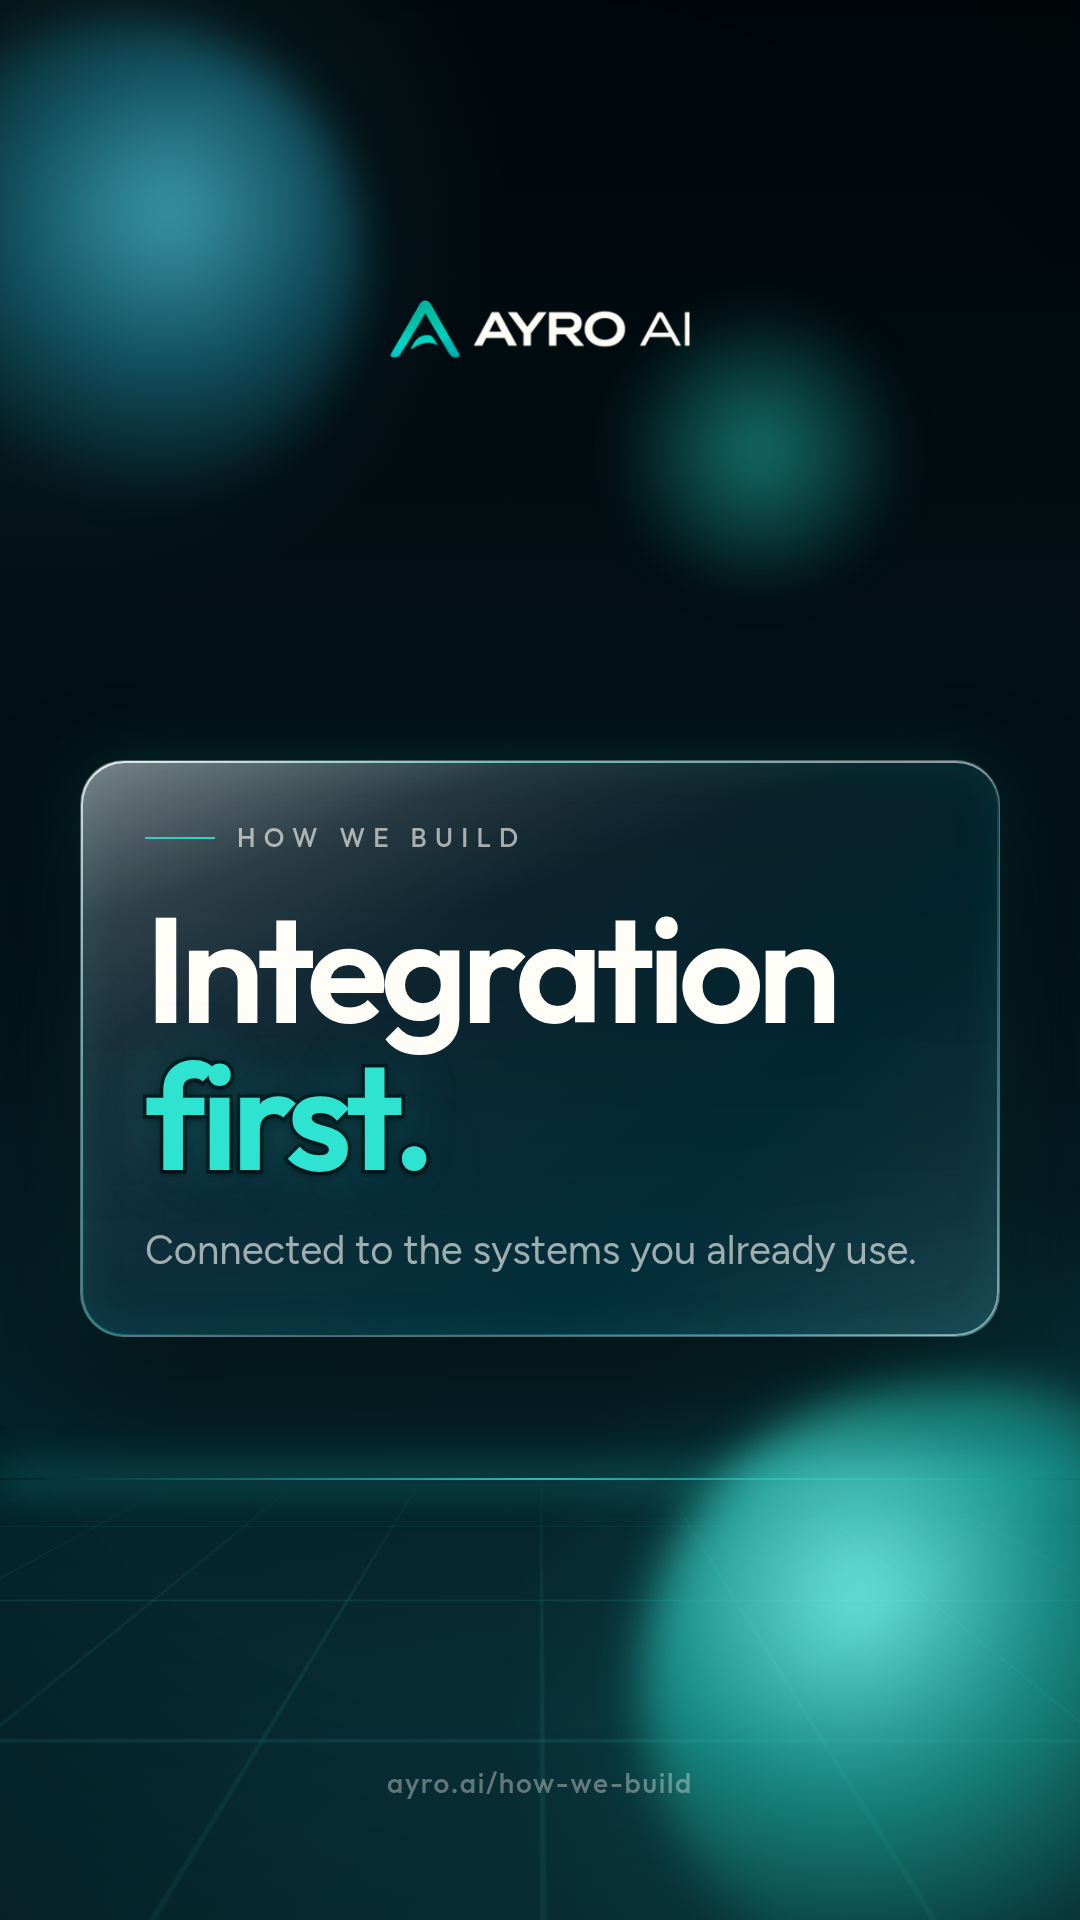 AYRO AI
HOW WE BUILD
Integration
first.
Connected to the systems you already use.
ayro.ai/how-we-build